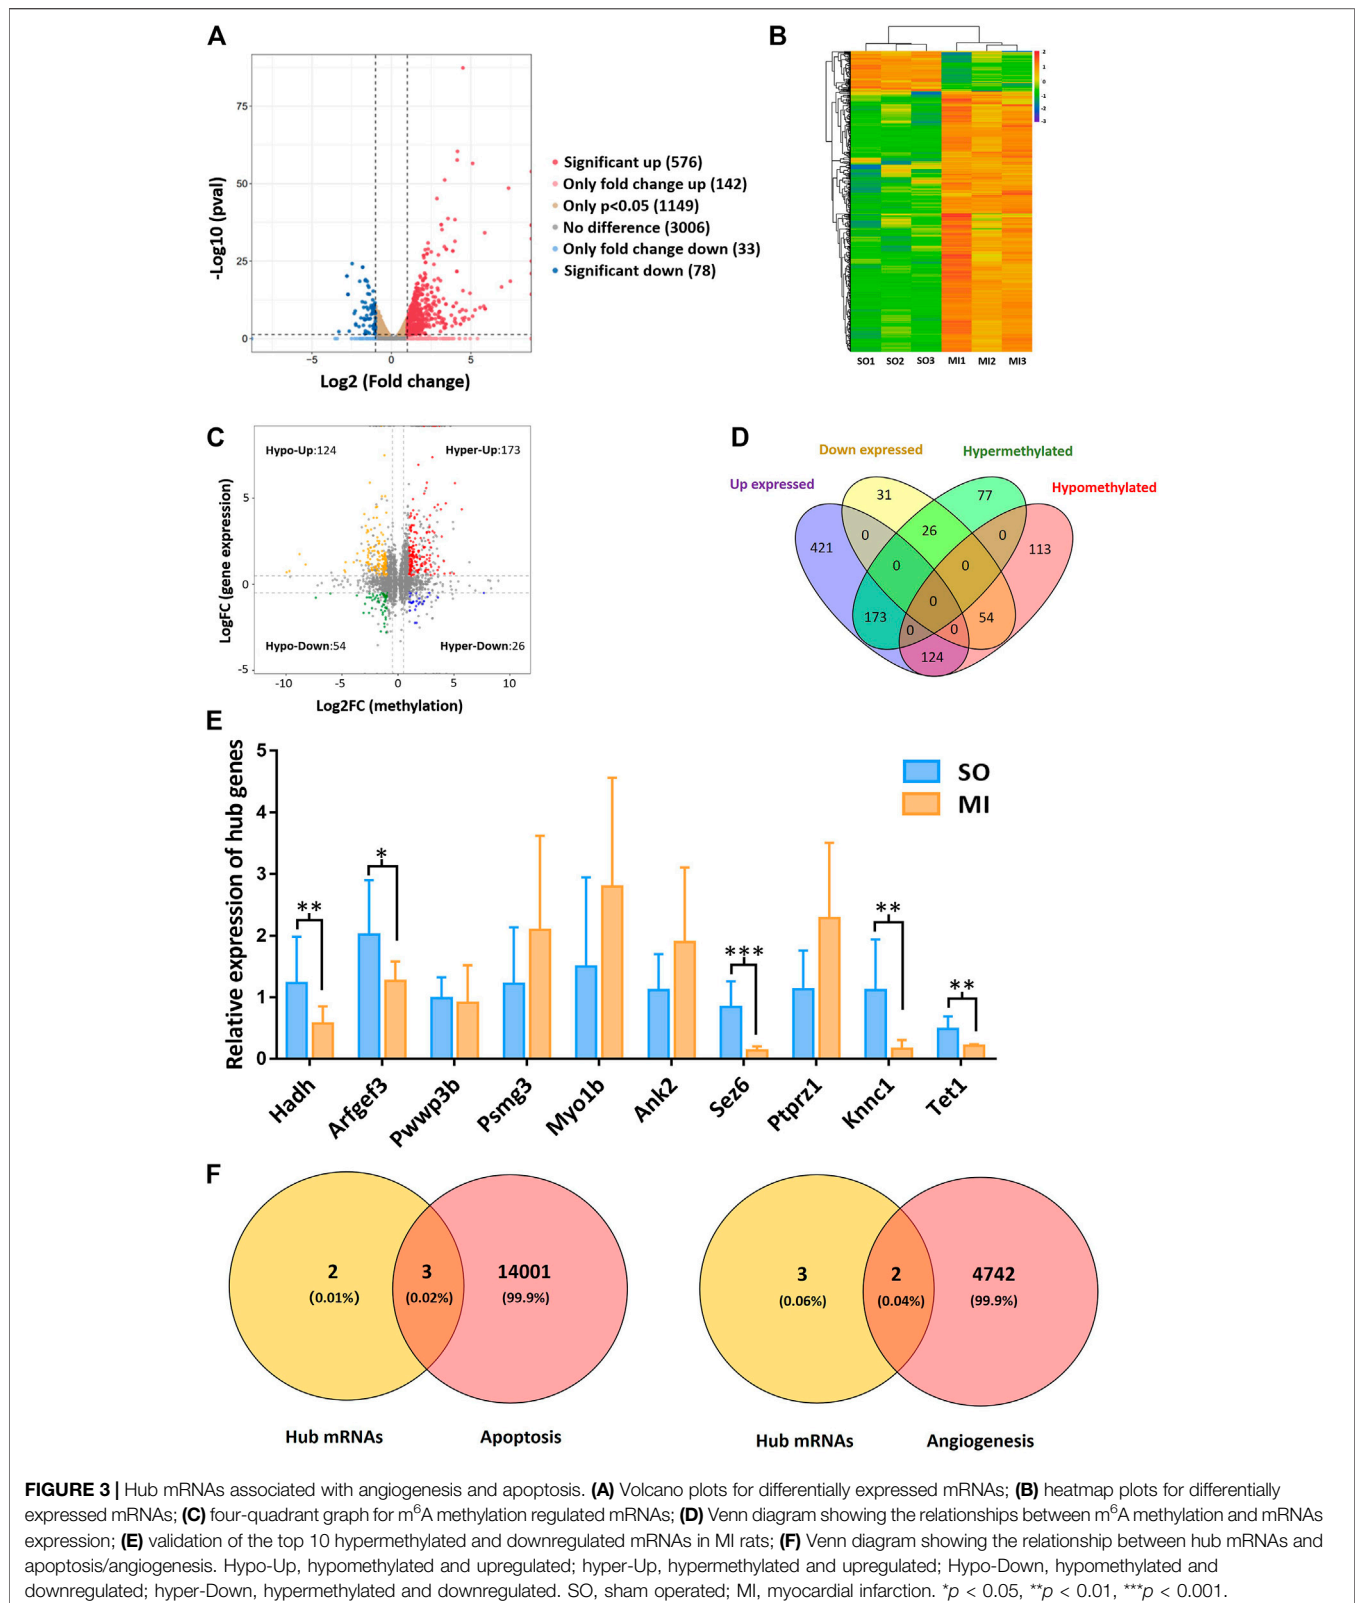 A
-Log10 (pval)
75
50
25
0
-5
0
5
Log2 (Fold change)
Significant up (576)
Only fold change up (142)
Only p<0.05 (1149)
No difference (3006)
Only fold change down (33)
Significant down (78)
B
2
1
0
-0
-1
-2
-3
SO1 SO2 SO3 MI1 MI2 MI3
C
Hypo-Up:124 Hyper-Up:173
LogFC (gene expression)
5
0
-5
Hypo-Down:54 Hyper-Down:26
-10 -5 0 5 10
Log2FC (methylation)
D
Down expressed Hypermethylated
Up expressed Hypomethylated
31 77
421 0 26 0 113
0 0
0
173 0 0 54
124
E
Relative expression of hub genes
5
4
3
2
1
0
SO
MI
** * *** ** **
Hadh Arfgef3 Pwwp3b Psmg3 Myo1b Ank2 Sez6 Ptprz1 Knnc1 Tet1
F
2 3 14001
(0.01%) (0.02%) (99.9%)
Hub mRNAs Apoptosis
3 2 4742
(0.06%) (0.04%) (99.9%)
Hub mRNAs Angiogenesis
FIGURE 3 | Hub mRNAs associated with angiogenesis and apoptosis. (A) Volcano plots for differentially expressed mRNAs; (B) heatmap plots for differentially
expressed mRNAs; (C) four-quadrant graph for m⁶A methylation regulated mRNAs; (D) Venn diagram showing the relationships between m⁶A methylation and mRNAs
expression; (E) validation of the top 10 hypermethylated and downregulated mRNAs in MI rats; (F) Venn diagram showing the relationship between hub mRNAs and
apoptosis/angiogenesis. Hypo-Up, hypomethylated and upregulated; hyper-Up, hypermethylated and upregulated; Hypo-Down, hypomethylated and
downregulated; hyper-Down, hypermethylated and downregulated. SO, sham operated; MI, myocardial infarction. *p < 0.05, **p < 0.01, ***p < 0.001.